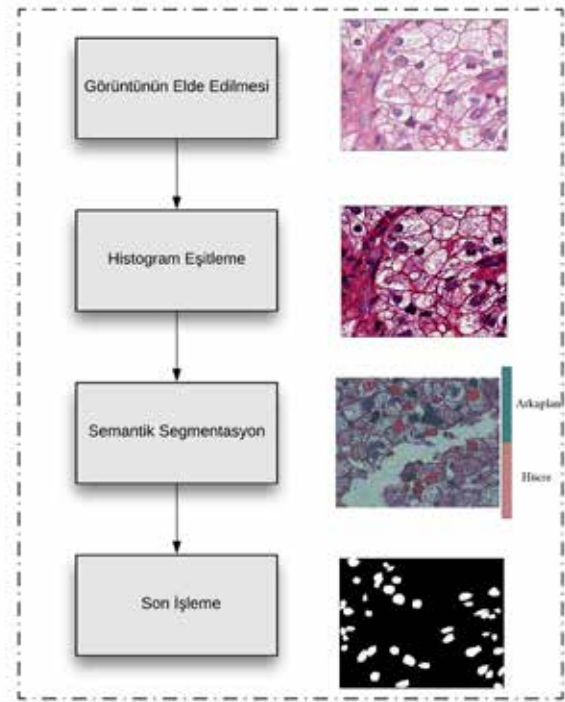 Görüntünün Elde Edilmesi
Histogram Eşitleme
Semantik Segmentasyon
Arkaplan
Hücre
Son İşleme